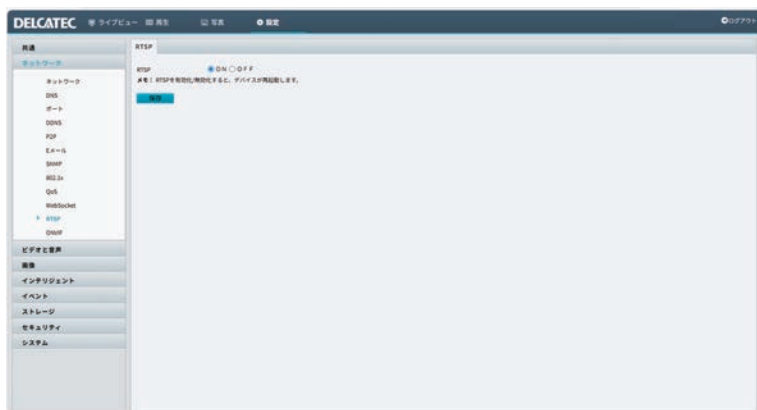 DELCATEC ライブビュー 再生 写真 設定 ログアウト
共通
ネットワーク
ネットワーク
DNS
ポート
DDNS
P2P
Eメール
SNMP
802.1x
QoS
WebSocket
RTSP
ONVIF
ビデオと音声
画像
インテリジェント
イベント
ストレージ
セキュリティ
システム
RTSP
RTSP ON OFF
メモ: RTSPを有効化/無効化すると、デバイスが再起動します。
保存